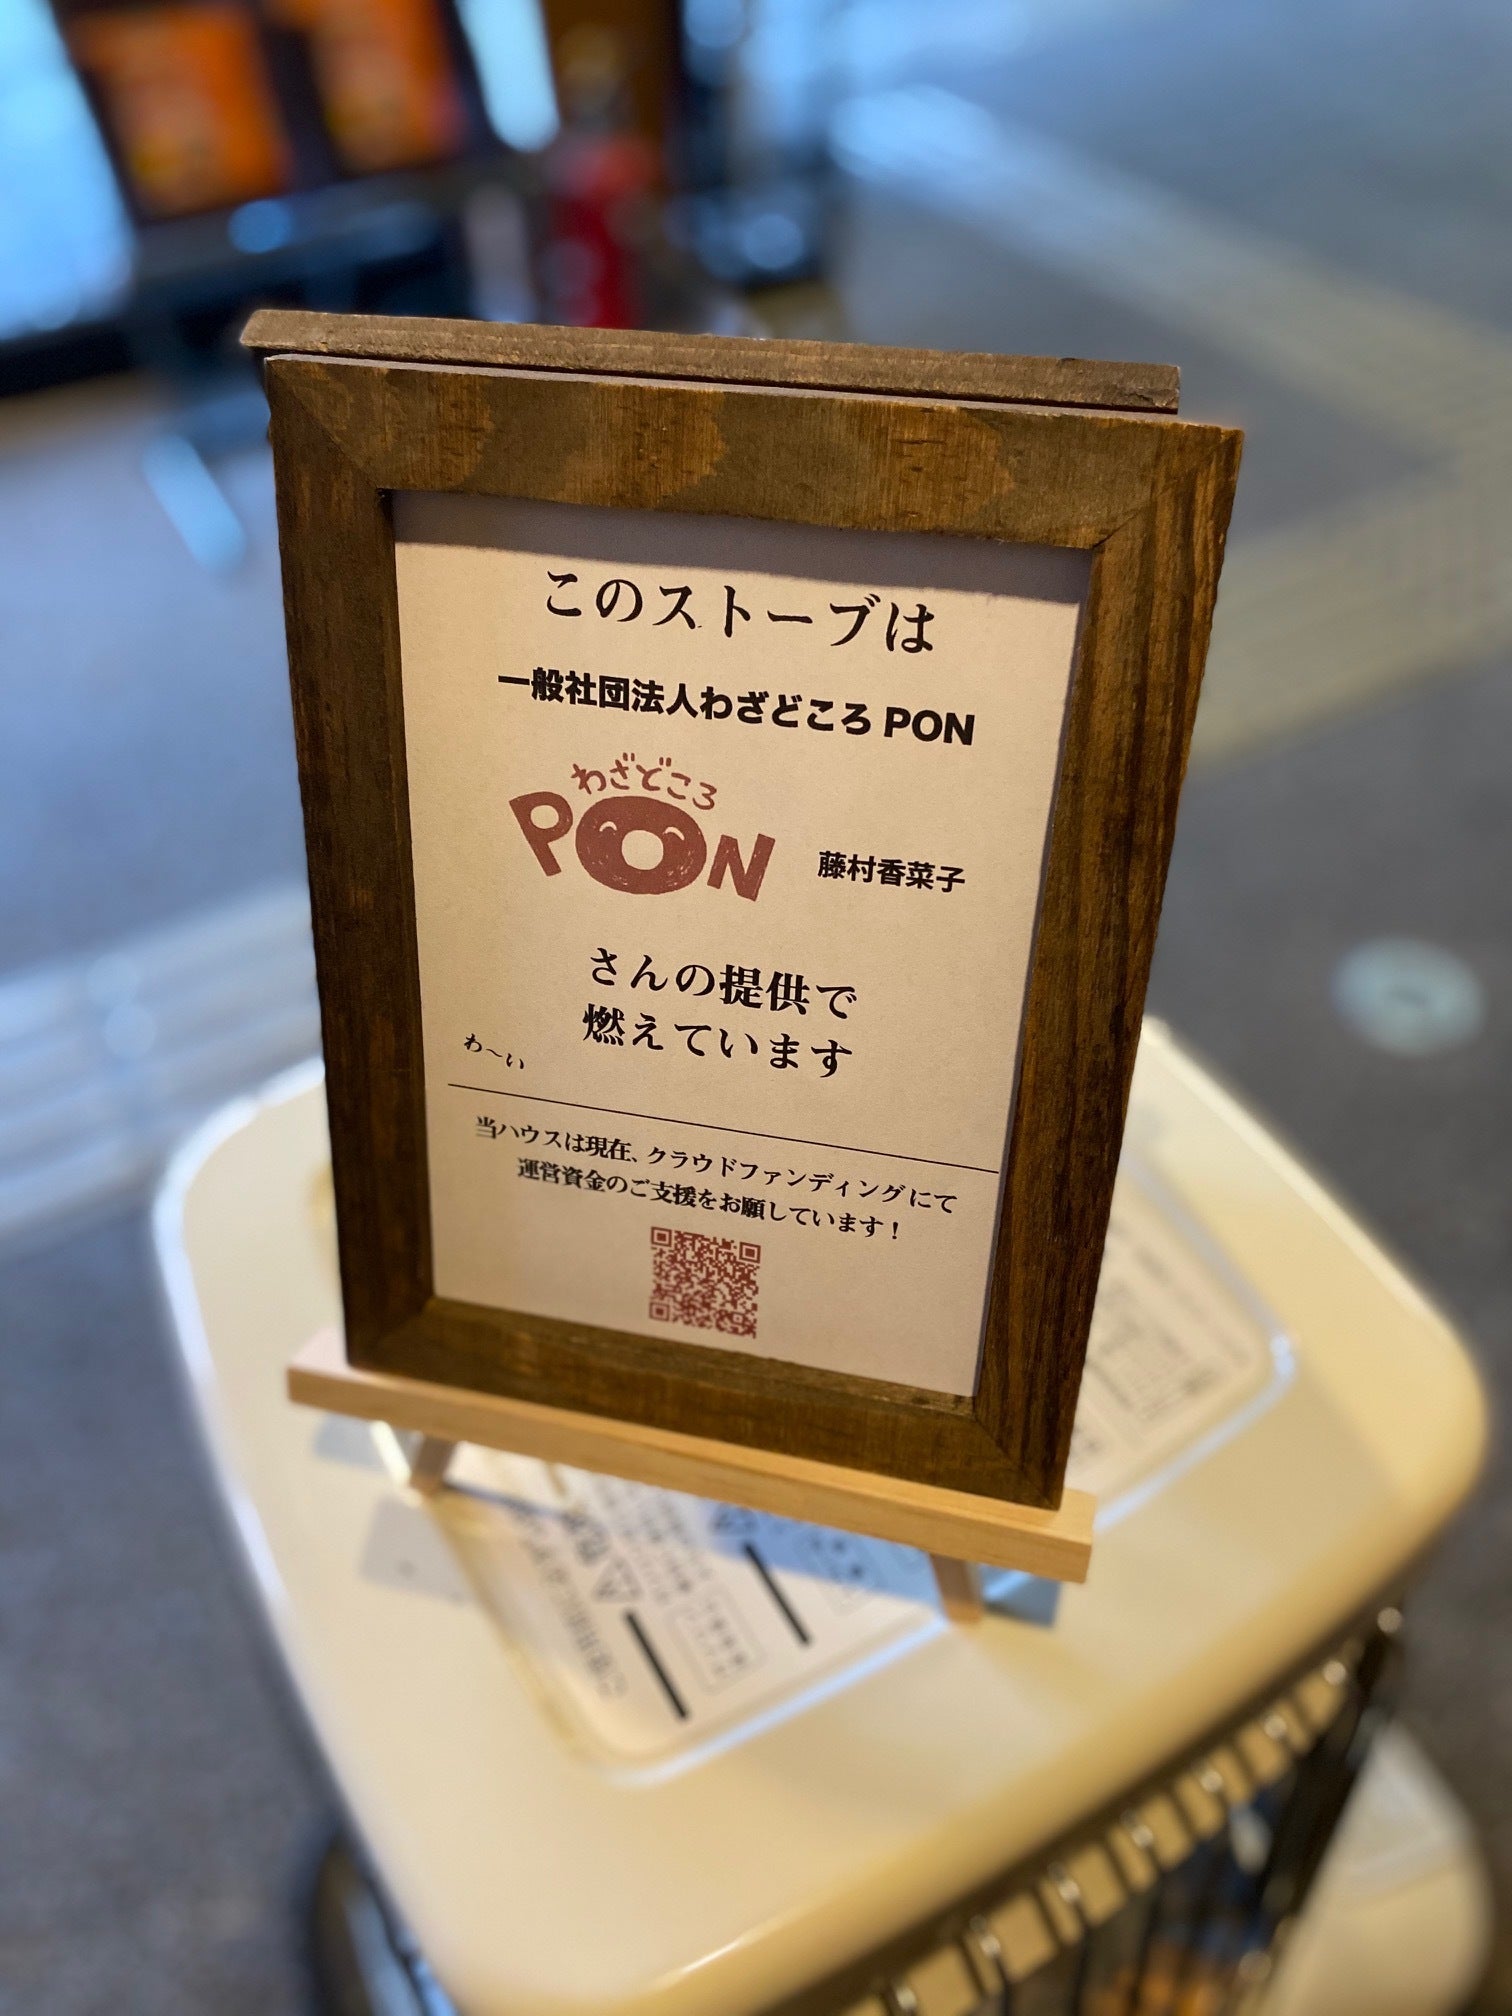 このストーブは
一般社団法人わざどころ PON
わざどころ
PON
藤村香菜子
さんの提供で
燃えています
わ〜い
当ハウスは現在、クラウドファンディングにて
運営資金のご支援をお願いしています！
CORONA